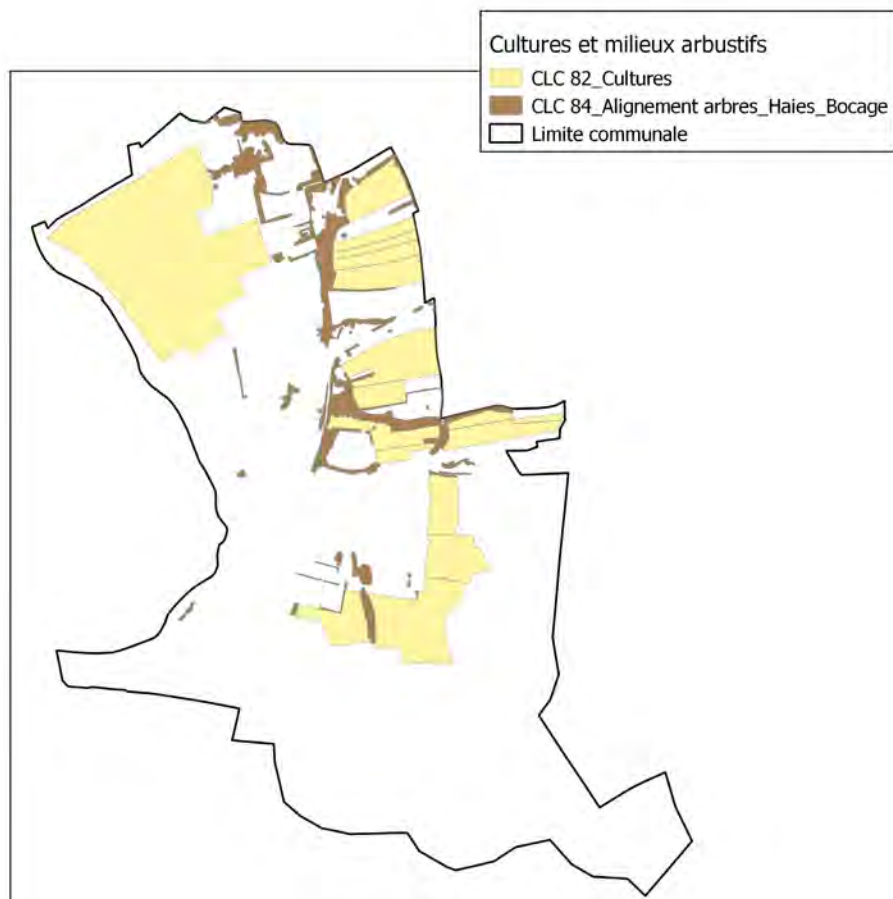 Cultures et milieux arbustifs
CLC 82_Cultures
CLC 84_Alignement arbres_Haies_Bocage
Limite communale